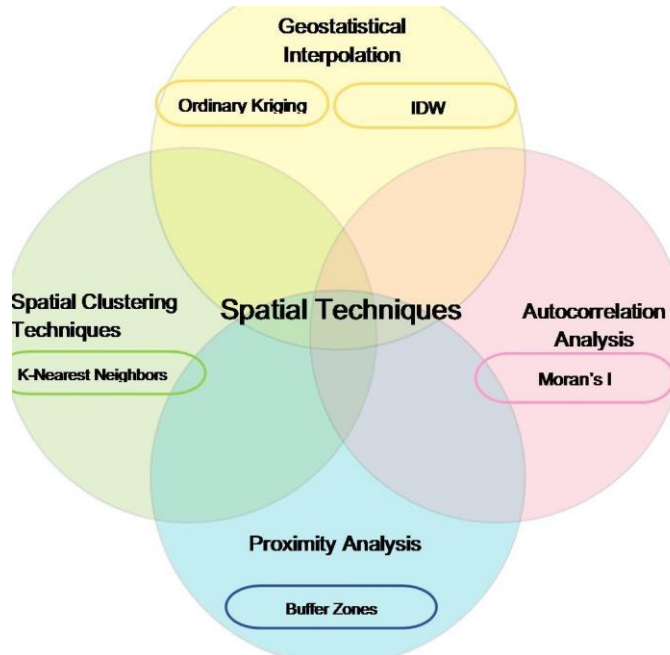 Geostatistical
Interpolation
Ordinary Kriging
IDW
Spatial Clustering
Techniques
K-Nearest Neighbors
Spatial Techniques
Autocorrelation
Analysis
Moran's I
Proximity Analysis
Buffer Zones